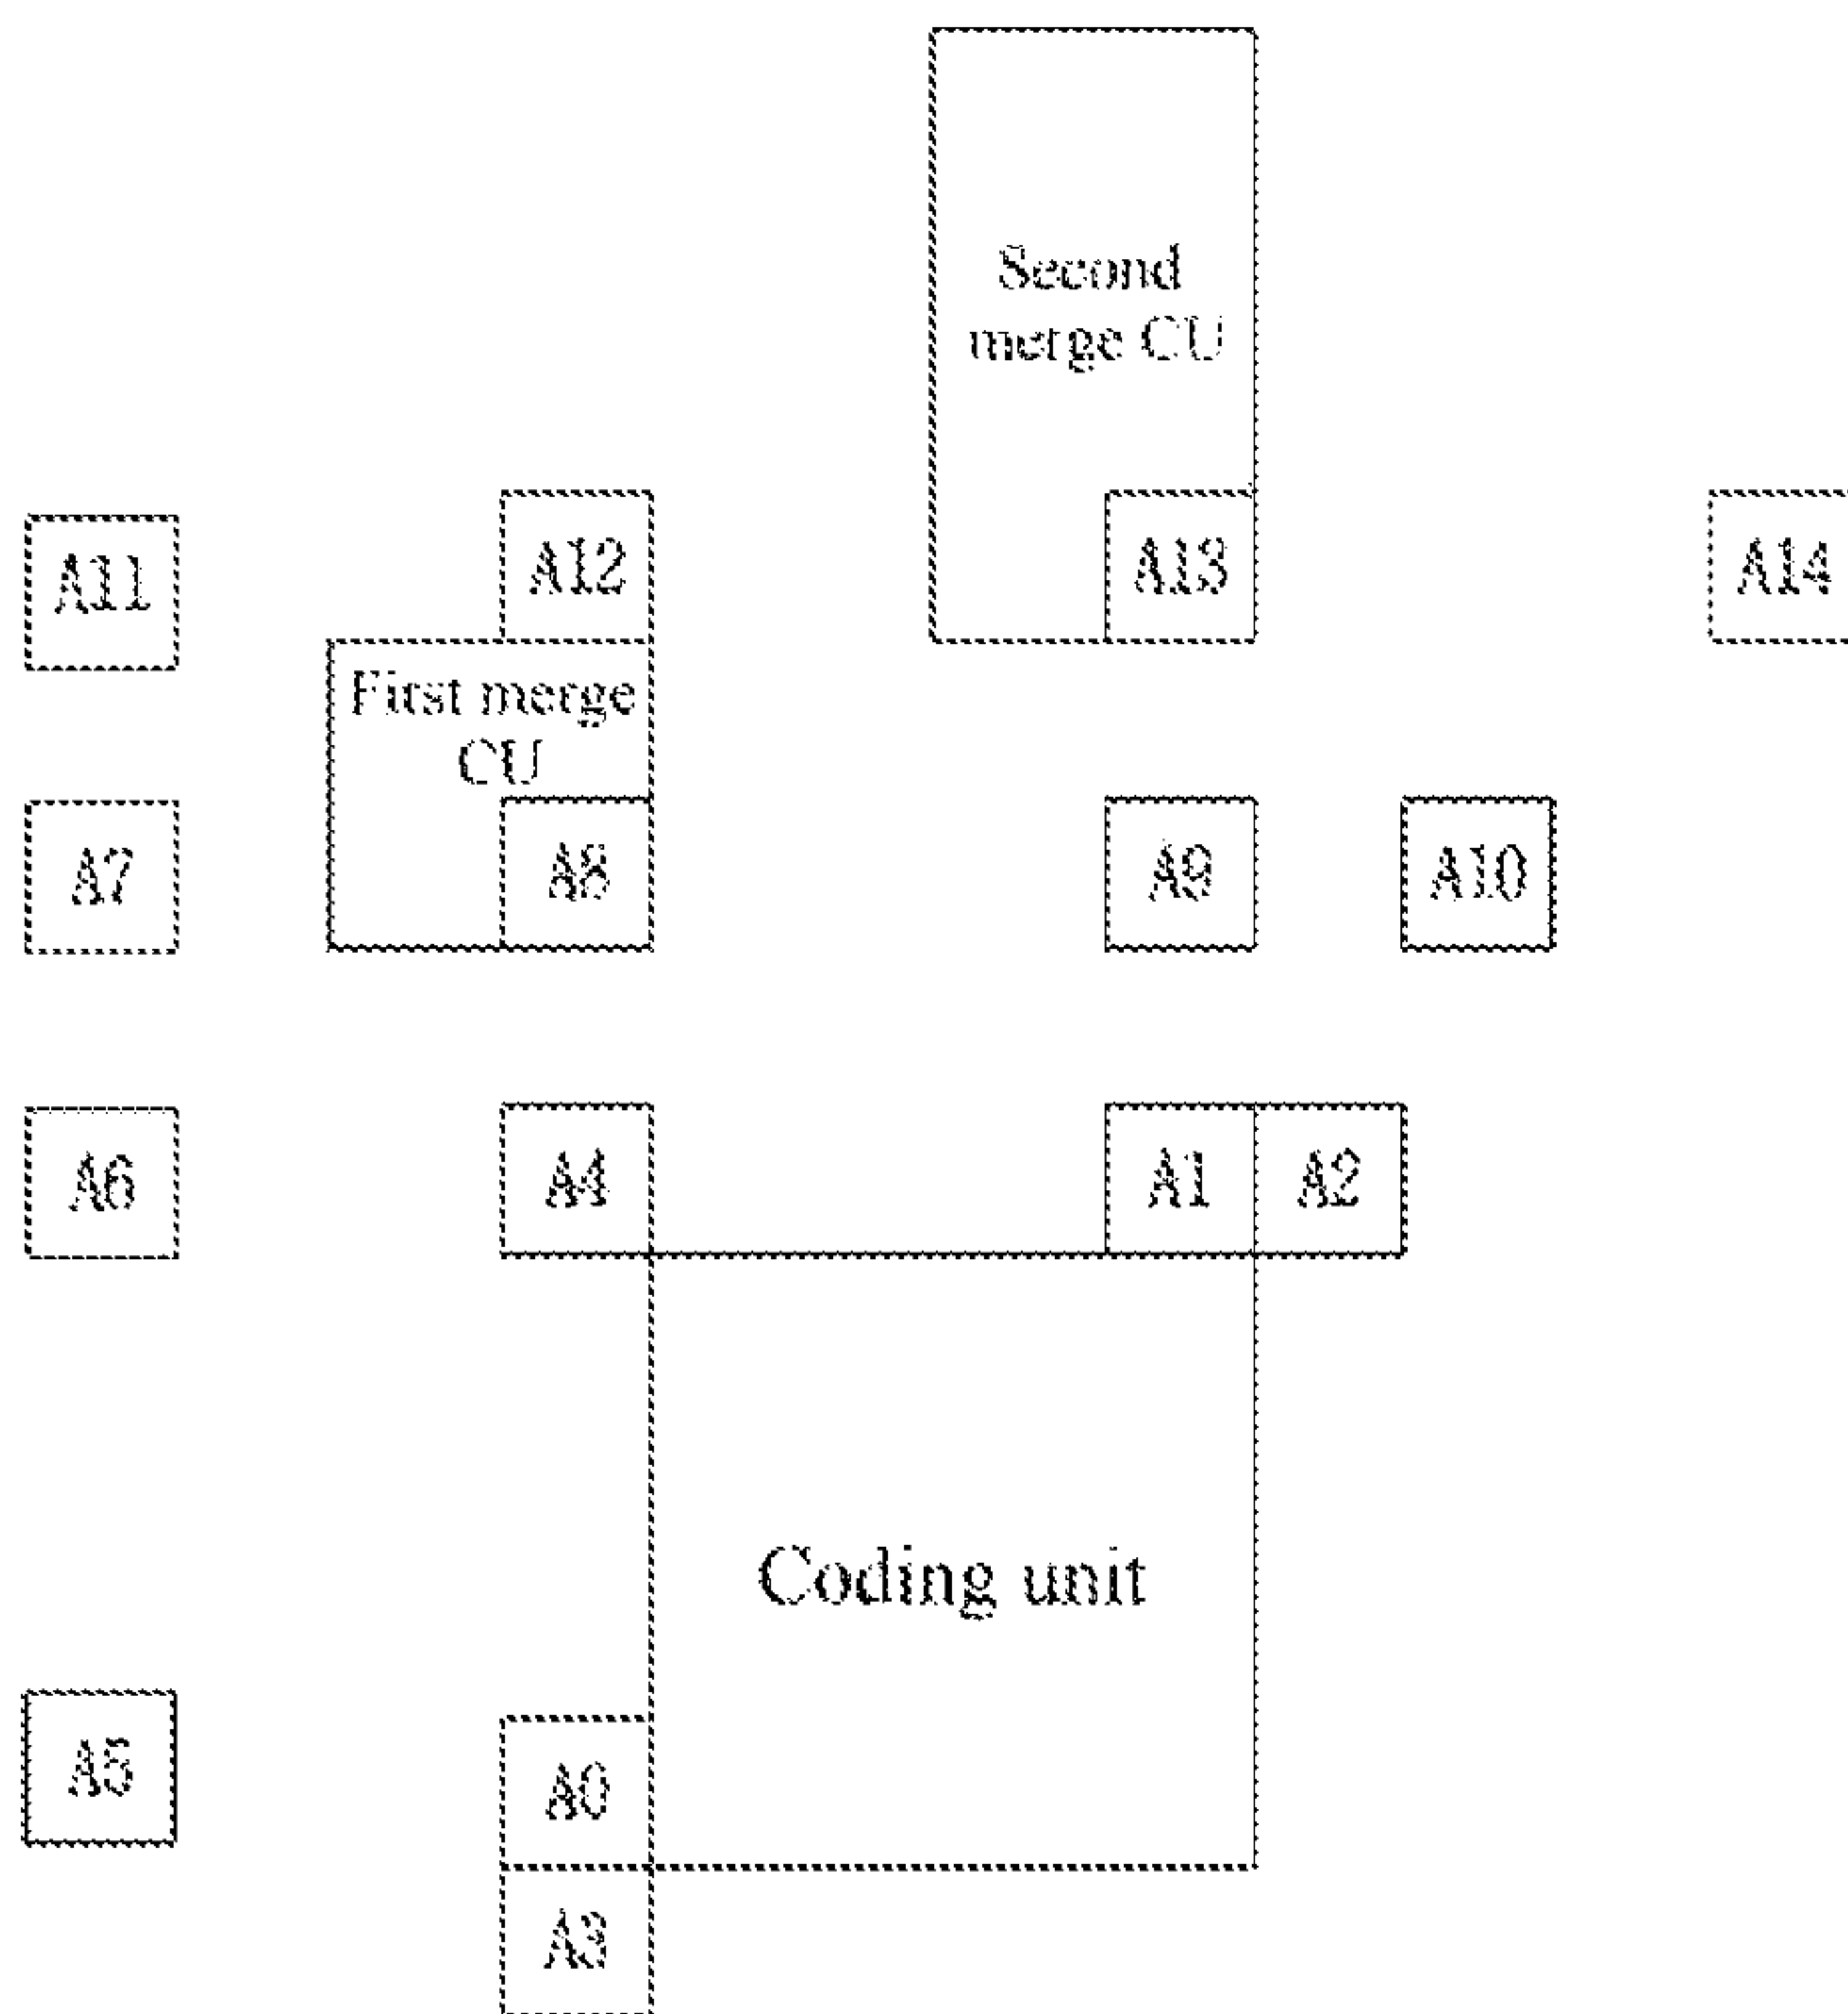 Second
merge CU
A11
A12
A13
A14
First merge
CU
A7
A8
A9
A10
A6
A4
A1
A2
Coding unit
A5
A0
A3